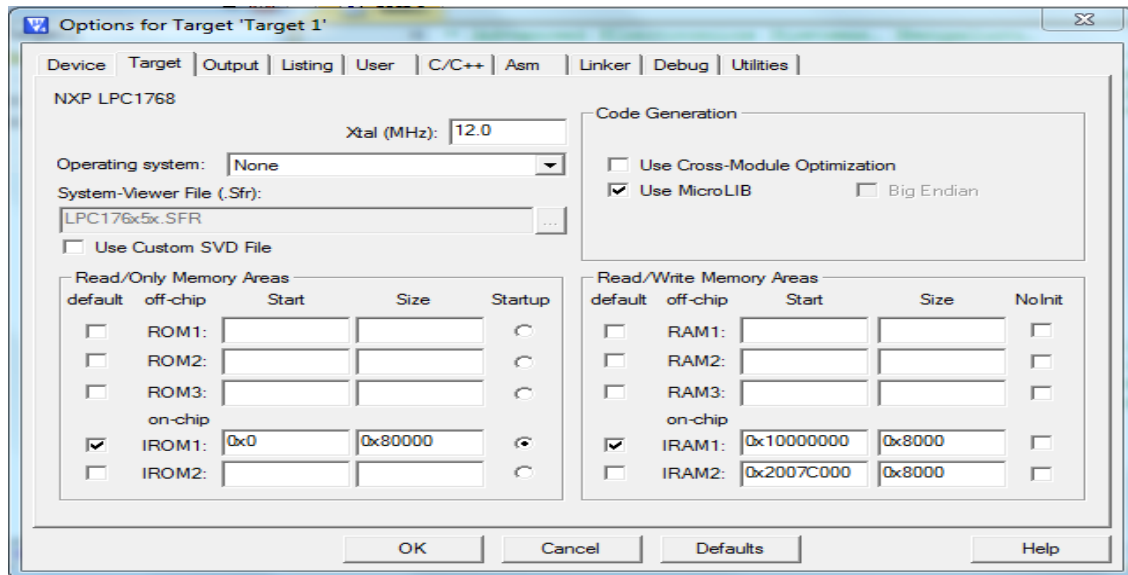 Options for Target 'Target 1'
Device Target Output Listing User C/C++ Asm Linker Debug Utilities
NXP LPC1768
Xtal (MHz): 12.0
Operating system: None
System-Viewer File (.Sfr):
LPC176x5x.SFR ...
Use Custom SVD File
Code Generation
Use Cross-Module Optimization
Use MicroLIB Big Endian
Read/Only Memory Areas
default off-chip Start Size Startup
ROM1:
ROM2:
ROM3:
on-chip
IROM1: 0x0 0x80000
IROM2:
Read/Write Memory Areas
default off-chip Start Size NoInit
RAM1:
RAM2:
RAM3:
on-chip
IRAM1: 0x10000000 0x8000
IRAM2: 0x2007C000 0x8000
OK Cancel Defaults Help